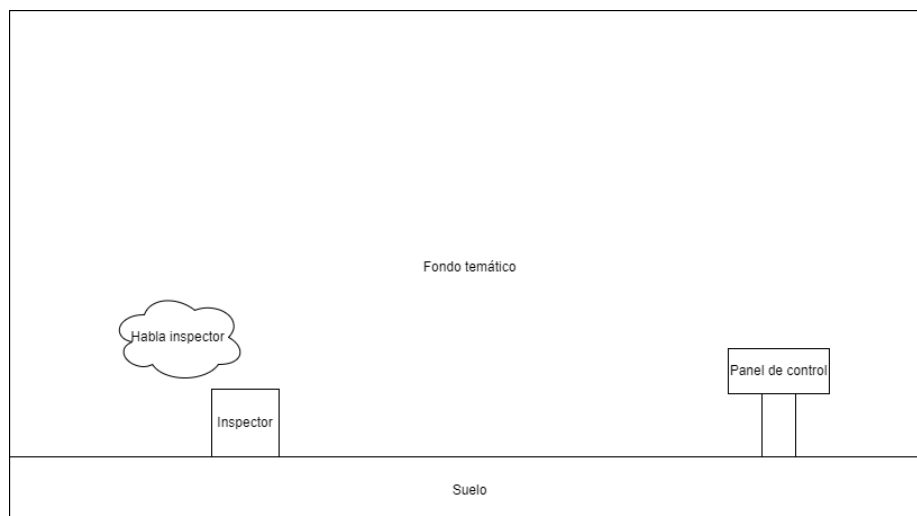 Fondo temático
Habla inspector
Panel de control
Inspector
Suelo